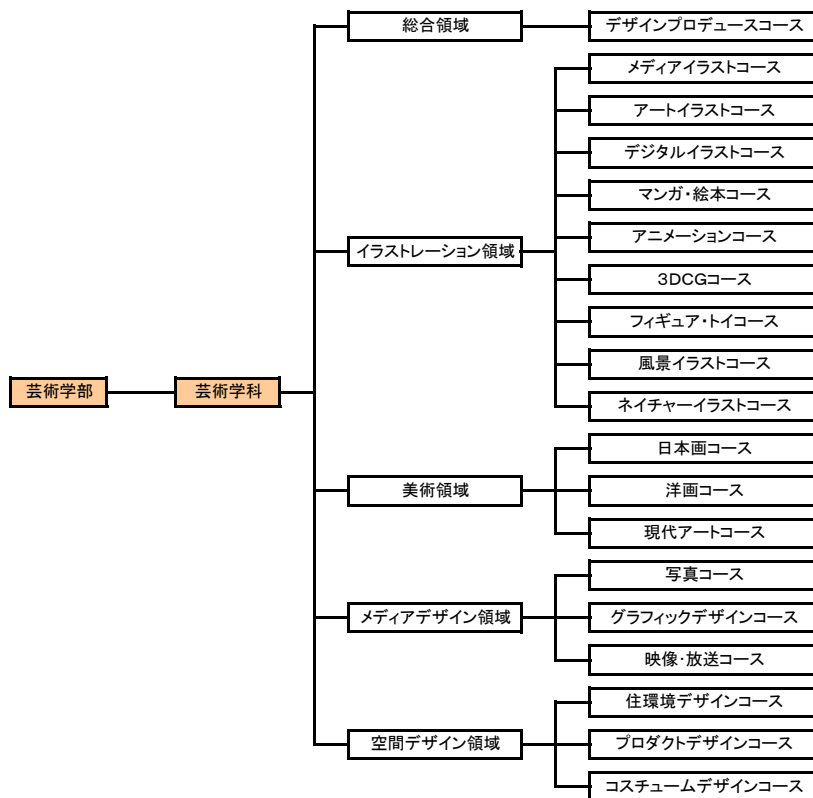 芸術学部
芸術学科
総合領域
デザインプロデュースコース
イラストレーション領域
メディアイラストコース
アートイラストコース
デジタルイラストコース
マンガ・絵本コース
アニメーションコース
3DCGコース
フィギュア・トイコース
風景イラストコース
ネイチャーイラストコース
美術領域
日本画コース
洋画コース
現代アートコース
メディアデザイン領域
写真コース
グラフィックデザインコース
映像・放送コース
空間デザイン領域
住環境デザインコース
プロダクトデザインコース
コスチュームデザインコース